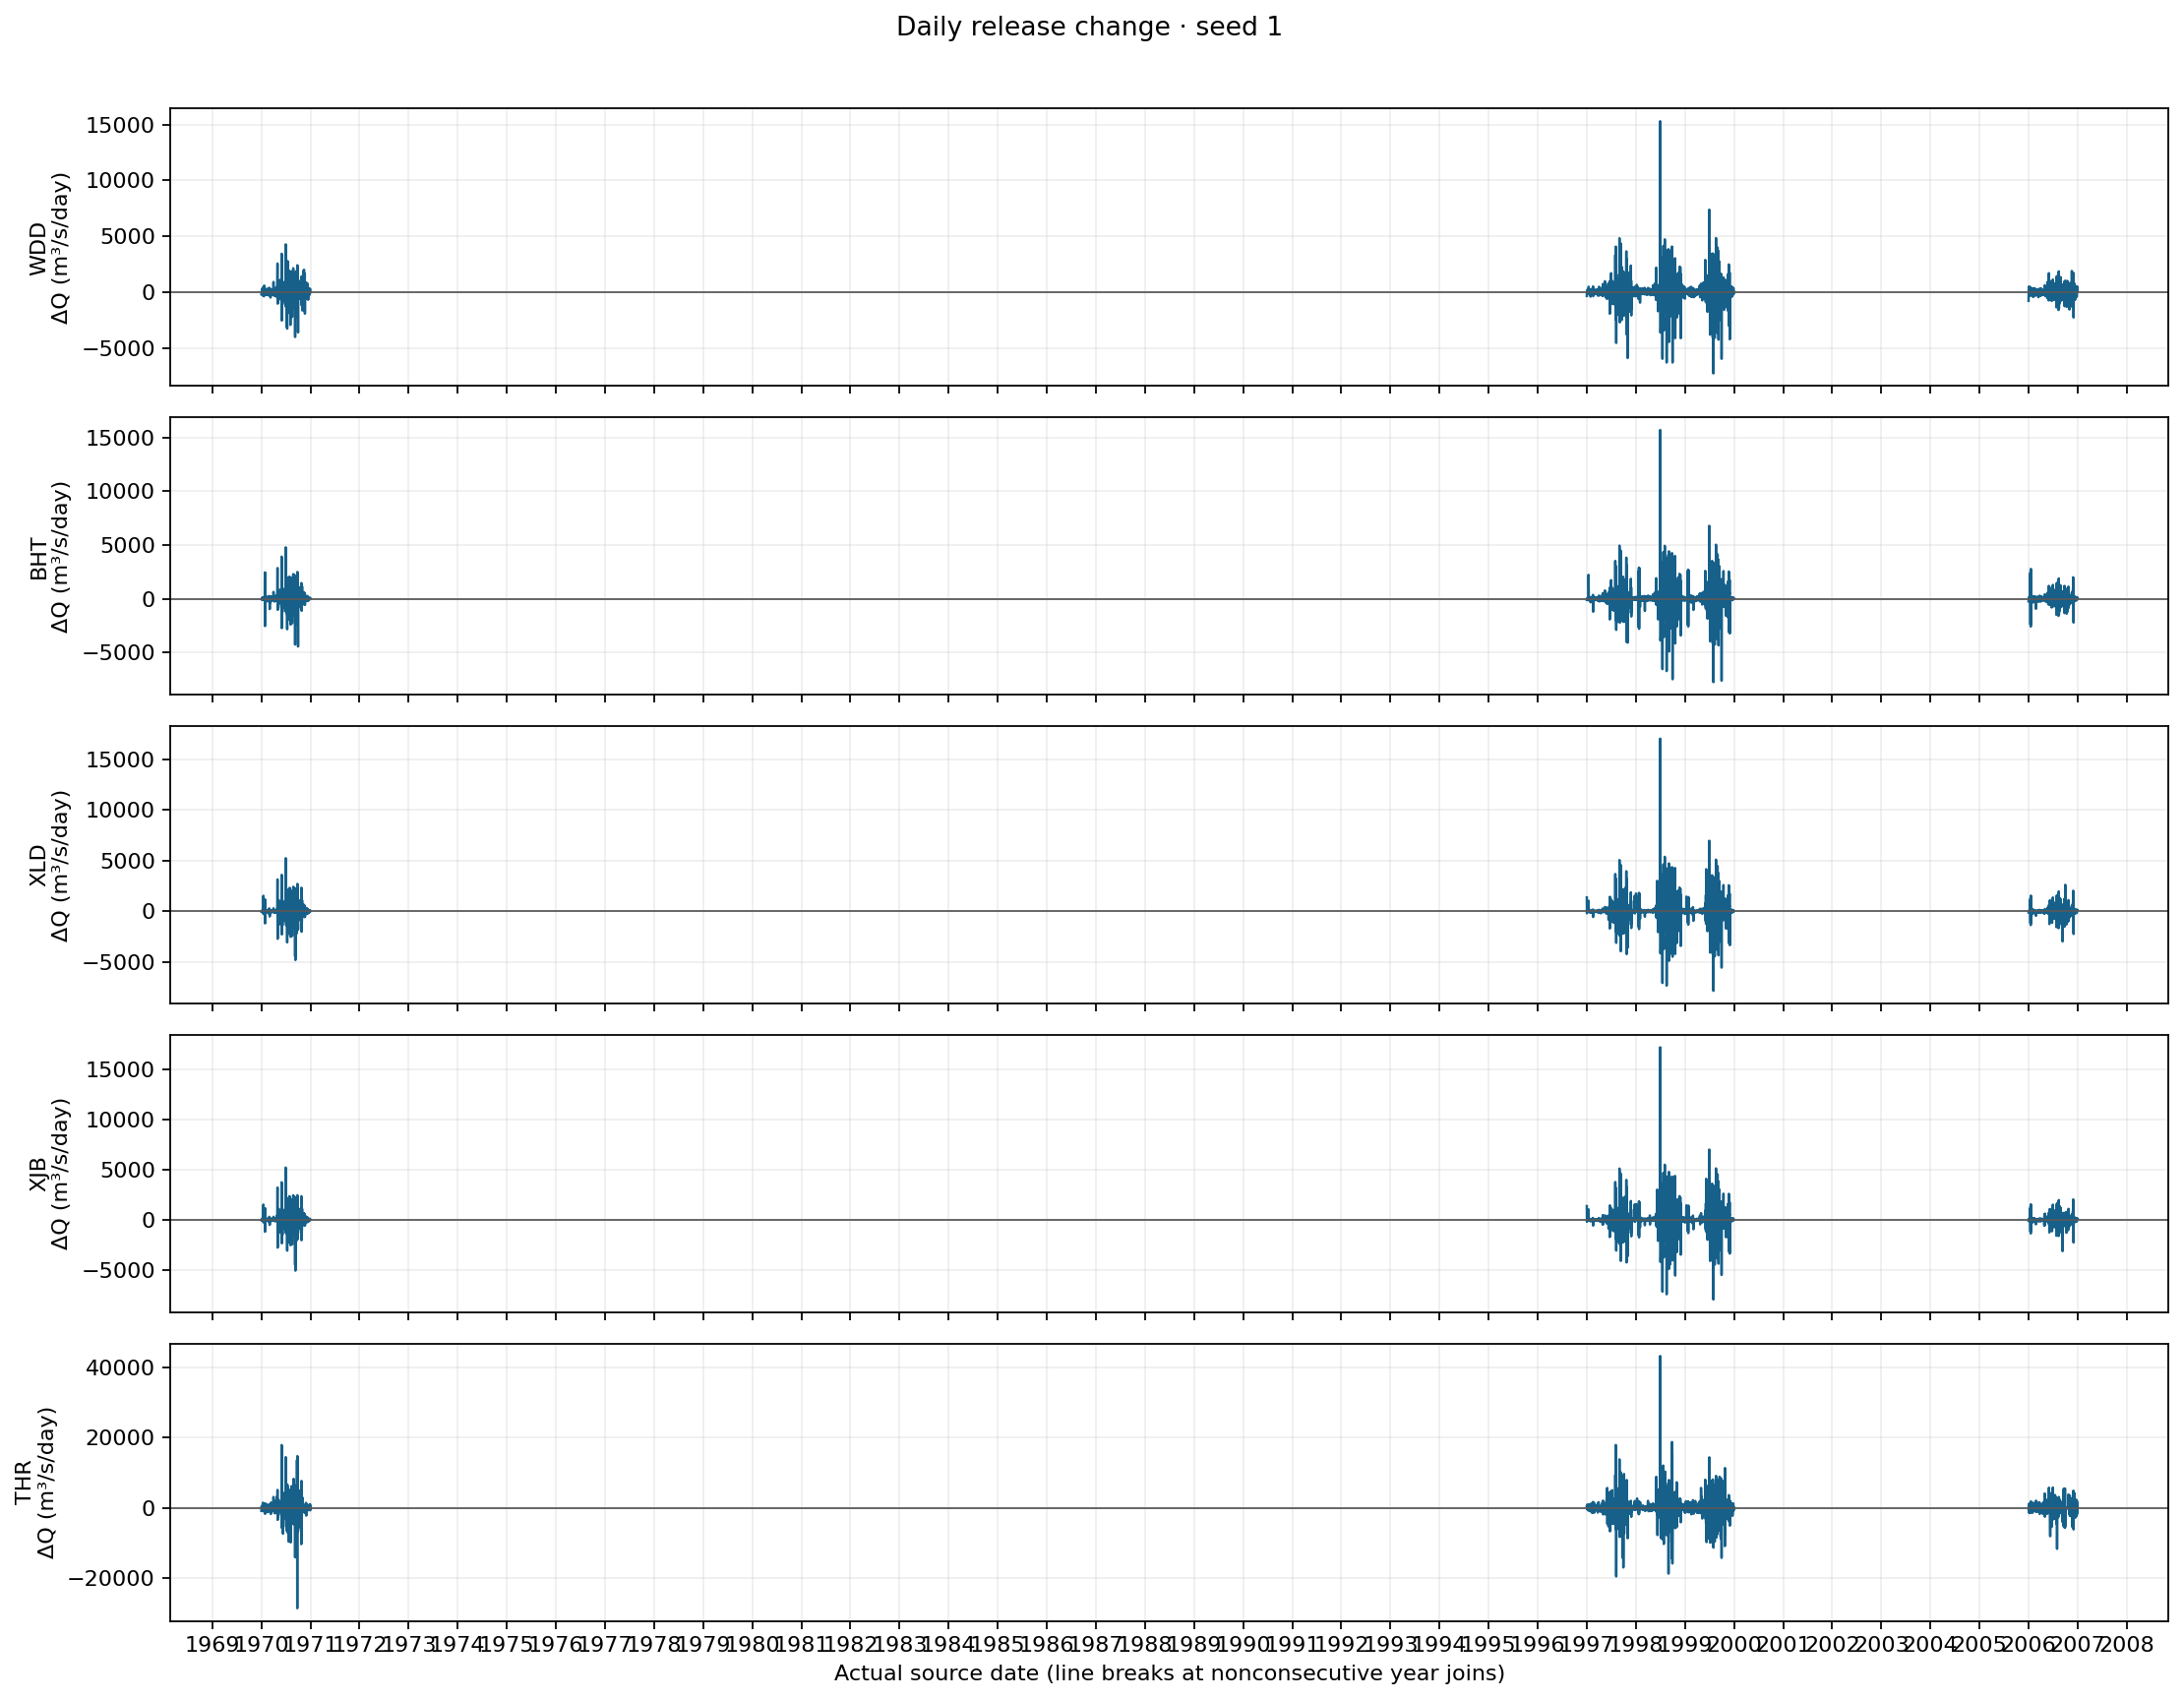 Daily release change · seed 1
WDD
ΔQ (m³/s/day)
15000
10000
5000
0
−5000
BHT
ΔQ (m³/s/day)
15000
10000
5000
0
−5000
XLD
ΔQ (m³/s/day)
15000
10000
5000
0
−5000
XJB
ΔQ (m³/s/day)
15000
10000
5000
0
−5000
THR
ΔQ (m³/s/day)
40000
20000
0
−20000
1969 1970 1971 1972 1973 1974 1975 1976 1977 1978 1979 1980 1981 1982 1983 1984 1985 1986 1987 1988 1989 1990 1991 1992 1993 1994 1995 1996 1997 1998 1999 2000 2001 2002 2003 2004 2005 2006 2007 2008
Actual source date (line breaks at nonconsecutive year joins)